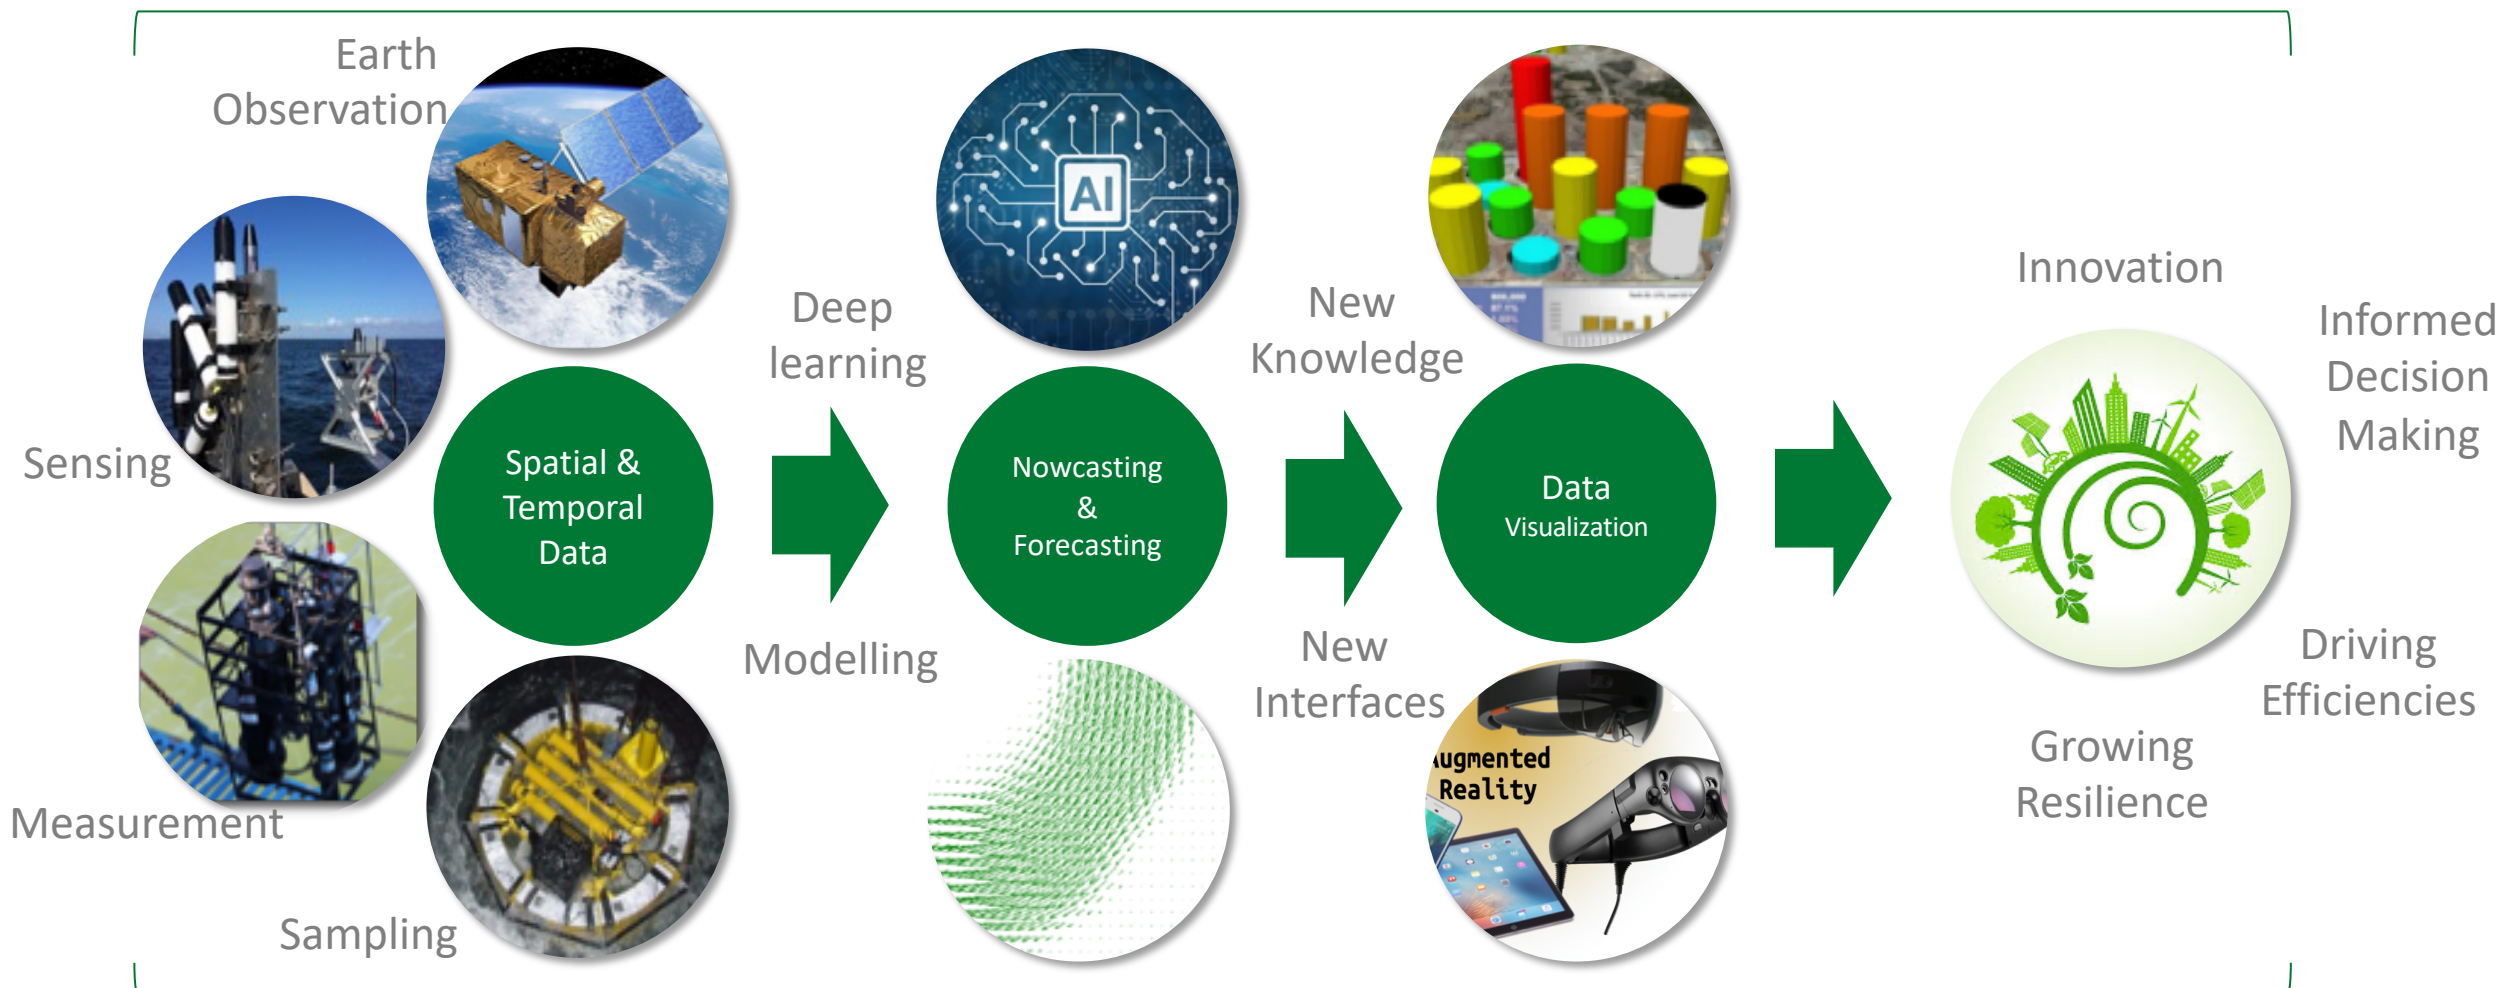 Earth
Observation
Sensing
Measurement
Sampling
Spatial &
Temporal
Data
Deep
learning
Modelling
AI
Nowcasting
&
Forecasting
New
Knowledge
New
Interfaces
Data
Visualization
Augmented
Reality
Innovation
Informed
Decision
Making
Driving
Efficiencies
Growing
Resilience